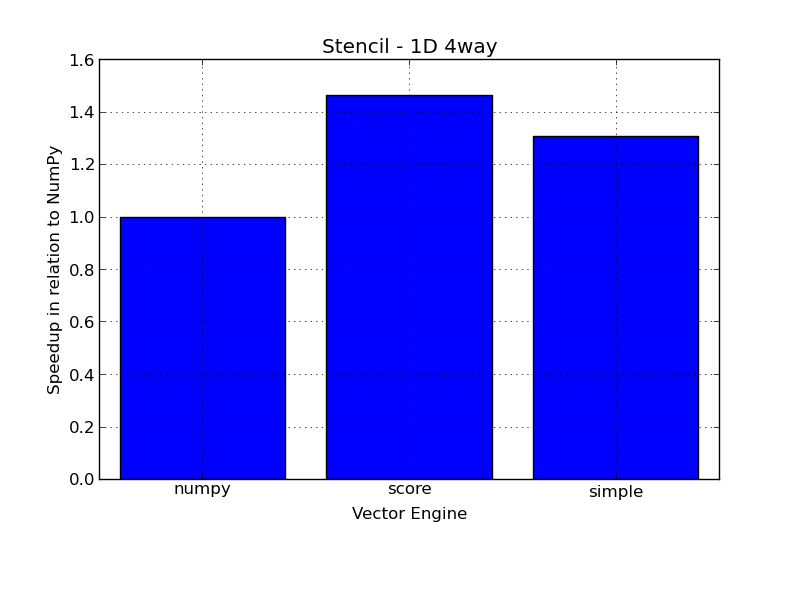 Stencil - 1D 4way
Speedup in relation to NumPy
1.6
1.4
1.2
1.0
0.8
0.6
0.4
0.2
0.0
numpy score simple
Vector Engine